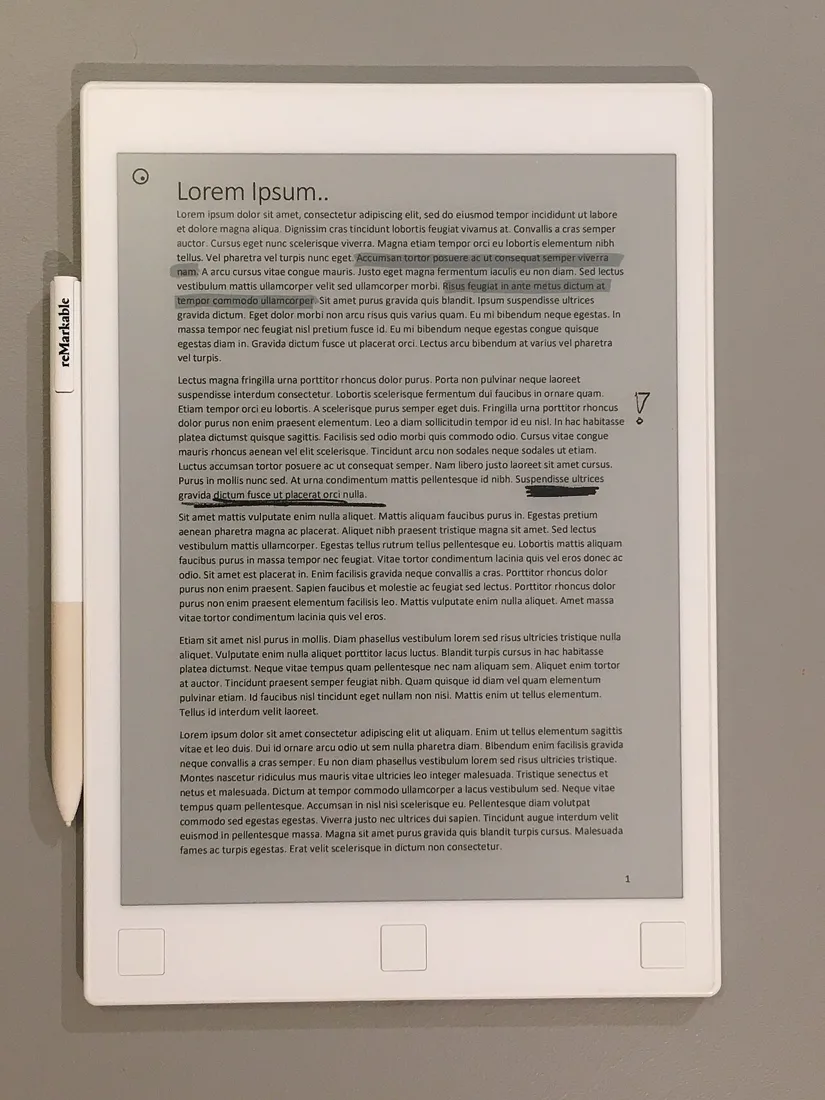 reMarkable
Lorem Ipsum..
Lorem ipsum dolor sit amet, consectetur adipiscing elit, sed do eiusmod tempor incididunt ut labore
et dolore magna aliqua. Dignissim cras tincidunt lobortis feugiat vivamus at. Convallis a cras semper
auctor. Cursus eget nunc scelerisque viverra. Magna etiam tempor orci eu lobortis elementum nibh
tellus. Vel pharetra vel turpis nunc eget. Accumsan tortor posuere ac ut consequat semper viverra
nam. A arcu cursus vitae congue mauris. Justo eget magna fermentum iaculis eu non diam. Sed lectus
vestibulum mattis ullamcorper velit sed ullamcorper morbi. Risus feugiat in ante metus dictum at
tempor commodo ullamcorper. Sit amet purus gravida quis blandit. Ipsum suspendisse ultrices
gravida dictum. Eget dolor morbi non arcu risus quis varius quam. Eu mi bibendum neque egestas. In
massa tempor nec feugiat nisl pretium fusce id. Eu mi bibendum neque egestas congue quisque
egestas diam in. Gravida dictum fusce ut placerat orci. Lectus arcu bibendum at varius vel pharetra
vel turpis.
Lectus magna fringilla urna porttitor rhoncus dolor purus. Porta non pulvinar neque laoreet
suspendisse interdum consectetur. Lobortis scelerisque fermentum dui faucibus in ornare quam.
Etiam tempor orci eu lobortis. A scelerisque purus semper eget duis. Fringilla urna porttitor rhoncus
dolor purus non enim praesent elementum. Leo a diam sollicitudin tempor id eu nisl. In hac habitasse
!
platea dictumst quisque sagittis. Facilisis sed odio morbi quis commodo odio. Cursus vitae congue
mauris rhoncus aenean vel elit scelerisque. Tincidunt arcu non sodales neque sodales ut etiam.
Luctus accumsan tortor posuere ac ut consequat semper. Nam libero justo laoreet sit amet cursus.
Purus in mollis nunc sed. At urna condimentum mattis pellentesque id nibh. Suspendisse ultrices
gravida dictum fusce ut placerat orci nulla.
Sit amet mattis vulputate enim nulla aliquet. Mattis aliquam faucibus purus in. Egestas pretium
aenean pharetra magna ac placerat. Aliquet nibh praesent tristique magna sit amet. Sed lectus
vestibulum mattis ullamcorper. Egestas tellus rutrum tellus pellentesque eu. Lobortis mattis aliquam
faucibus purus in massa tempor nec feugiat. Vitae tortor condimentum lacinia quis vel eros donec ac
odio. Sit amet est placerat in. Enim facilisis gravida neque convallis a cras. Porttitor rhoncus dolor
purus non enim praesent. Sapien faucibus et molestie ac feugiat sed lectus. Porttitor rhoncus dolor
purus non enim praesent elementum facilisis leo. Mattis vulputate enim nulla aliquet. Amet massa
vitae tortor condimentum lacinia quis vel eros.
Etiam sit amet nisl purus in mollis. Diam phasellus vestibulum lorem sed risus ultricies tristique nulla
aliquet. Vulputate enim nulla aliquet porttitor lacus luctus. Blandit turpis cursus in hac habitasse
platea dictumst. Neque vitae tempus quam pellentesque nec nam aliquam sem. Aliquet enim tortor
at auctor. Tincidunt praesent semper feugiat nibh. Quam quisque id diam vel quam elementum
pulvinar etiam. Id faucibus nisl tincidunt eget nullam non nisi. Mattis enim ut tellus elementum.
Tellus id interdum velit laoreet.
Lorem ipsum dolor sit amet consectetur adipiscing elit ut aliquam. Enim ut tellus elementum sagittis
vitae et leo duis. Dui id ornare arcu odio ut sem nulla pharetra diam. Bibendum enim facilisis gravida
neque convallis a cras semper. Eu non diam phasellus vestibulum lorem sed risus ultricies tristique.
Montes nascetur ridiculus mus mauris vitae ultricies leo integer malesuada. Tristique senectus et
netus et malesuada. Dictum at tempor commodo ullamcorper a lacus vestibulum sed. Neque vitae
tempus quam pellentesque. Accumsan in nisl nisi scelerisque eu. Pellentesque diam volutpat
commodo sed egestas egestas. Viverra justo nec ultrices dui sapien. Tincidunt augue interdum velit
euismod in pellentesque massa. Magna sit amet purus gravida quis blandit turpis cursus. Malesuada
fames ac turpis egestas. Erat velit scelerisque in dictum non consectetur.
1